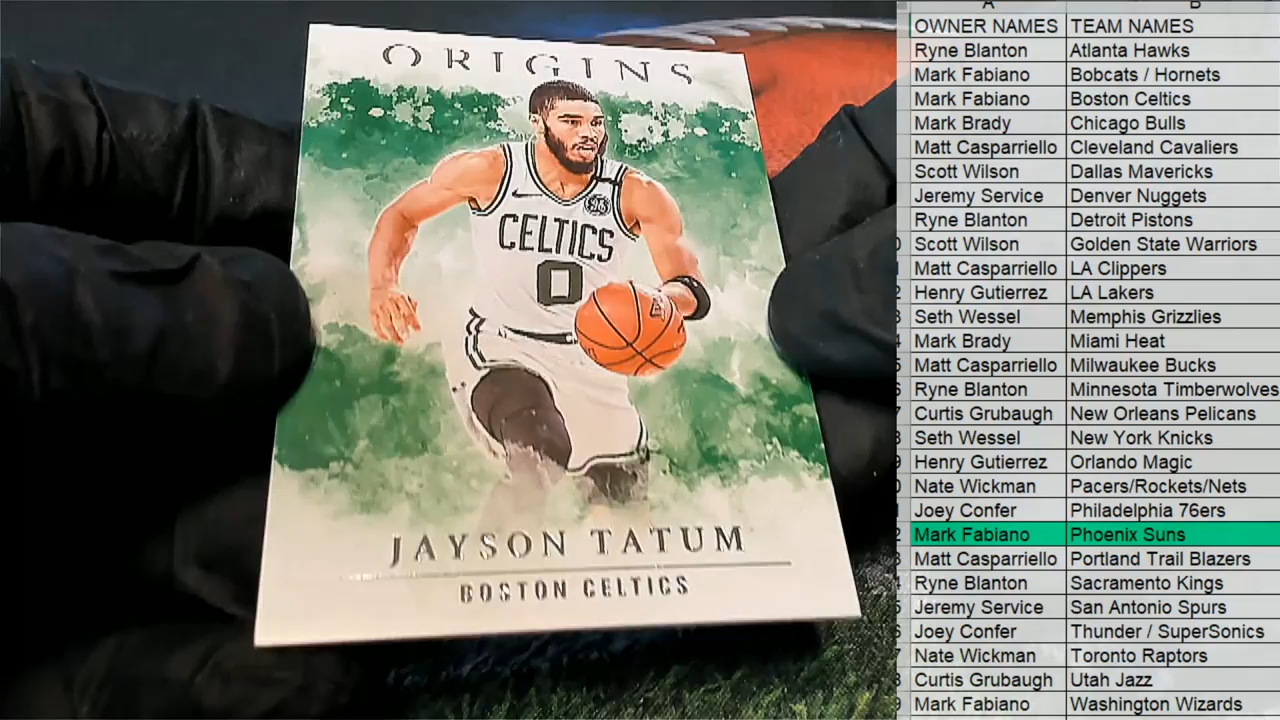 ORIGINS
CELTICS
0
JAYSON TATUM
BOSTON CELTICS
A B
OWNER NAMES TEAM NAMES
Ryne Blanton Atlanta Hawks
Mark Fabiano Bobcats / Hornets
Mark Fabiano Boston Celtics
Mark Brady Chicago Bulls
Matt Casparriello Cleveland Cavaliers
Scott Wilson Dallas Mavericks
Jeremy Service Denver Nuggets
Ryne Blanton Detroit Pistons
Scott Wilson Golden State Warriors
Matt Casparriello LA Clippers
Henry Gutierrez LA Lakers
Seth Wessel Memphis Grizzlies
Mark Brady Miami Heat
Matt Casparriello Milwaukee Bucks
Ryne Blanton Minnesota Timberwolves
Curtis Grubaugh New Orleans Pelicans
Seth Wessel New York Knicks
Henry Gutierrez Orlando Magic
Nate Wickman Pacers/Rockets/Nets
Joey Confer Philadelphia 76ers
Mark Fabiano Phoenix Suns
Matt Casparriello Portland Trail Blazers
Ryne Blanton Sacramento Kings
Jeremy Service San Antonio Spurs
Joey Confer Thunder / SuperSonics
Nate Wickman Toronto Raptors
Curtis Grubaugh Utah Jazz
Mark Fabiano Washington Wizards